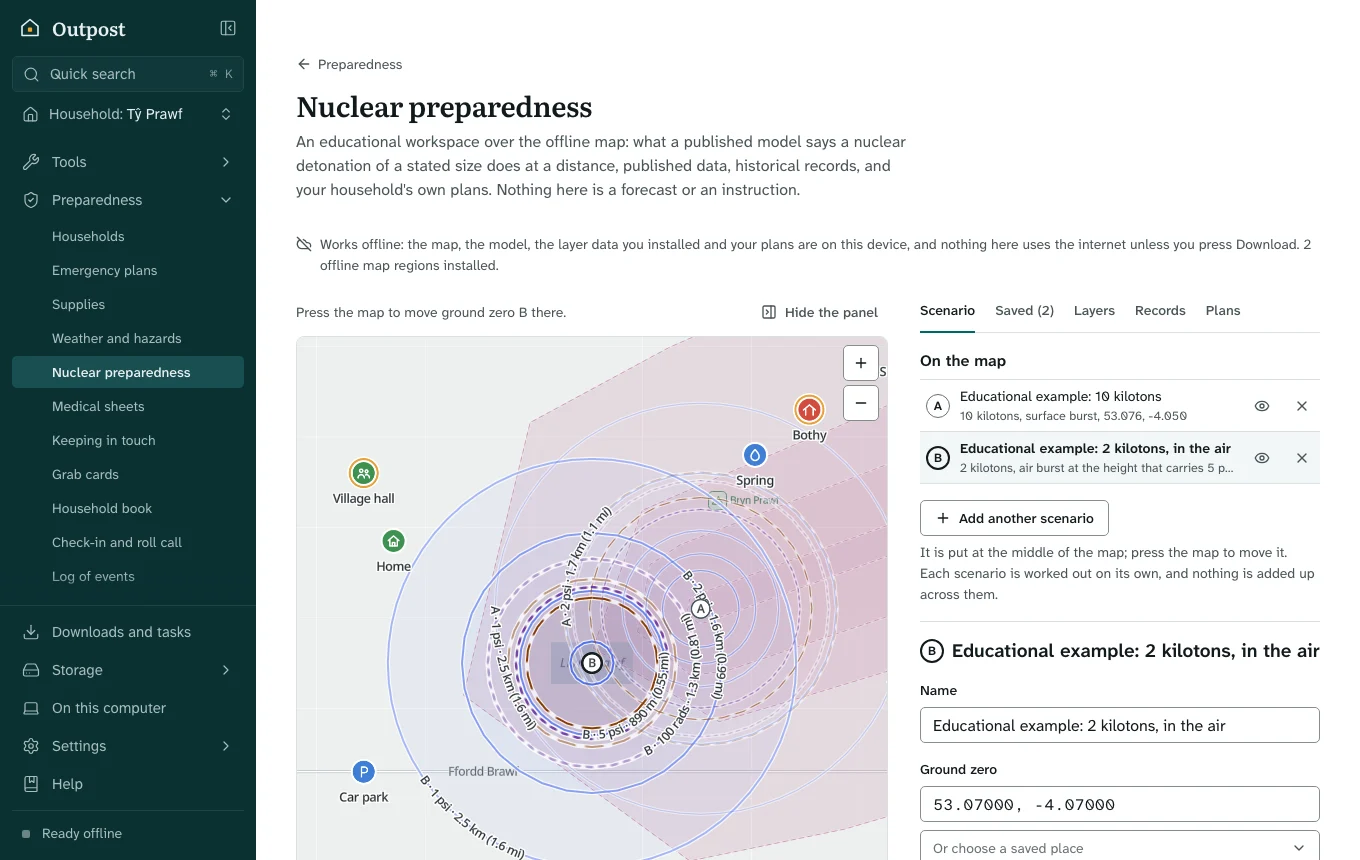 Outpost
Quick search
⌘ K
Household: Tŷ Prawf
Tools
Preparedness
Households
Emergency plans
Supplies
Weather and hazards
Nuclear preparedness
Medical sheets
Keeping in touch
Grab cards
Household book
Check-in and roll call
Log of events
Downloads and tasks
Storage
On this computer
Settings
Help
Ready offline
Preparedness
Nuclear preparedness
An educational workspace over the offline map: what a published model says a nuclear
detonation of a stated size does at a distance, published data, historical records, and
your household's own plans. Nothing here is a forecast or an instruction.
Works offline: the map, the model, the layer data you installed and your plans are on this device, and nothing here uses the internet unless you press Download. 2
offline map regions installed.
Press the map to move ground zero B there.
Hide the panel
+
−
S
Bothy
Spring
Bryn Prawf
Village hall
Home
A · 2 psi · 1.7 km (1.1 mi)
A · 1 psi · 2.5 km (1.6 mi)
A
B
B · 2 psi · 1.6 km (0.99 mi)
B · 5 psi · 890 m (0.55 mi)
B · 100 rads · 1.3 km (0.81 mi)
Ffordd Brawf
P
Car park
B · 1 psi · 2.5 km (1.6 mi)
Scenario
Saved (2)
Layers
Records
Plans
On the map
A
Educational example: 10 kilotons
10 kilotons, surface burst, 53.076, -4.050
B
Educational example: 2 kilotons, in the air
2 kilotons, air burst at the height that carries 5 p...
+ Add another scenario
It is put at the middle of the map; press the map to move it.
Each scenario is worked out on its own, and nothing is added up
across them.
B Educational example: 2 kilotons, in the air
Name
Educational example: 2 kilotons, in the air
Ground zero
53.07000, -4.07000
Or choose a saved place